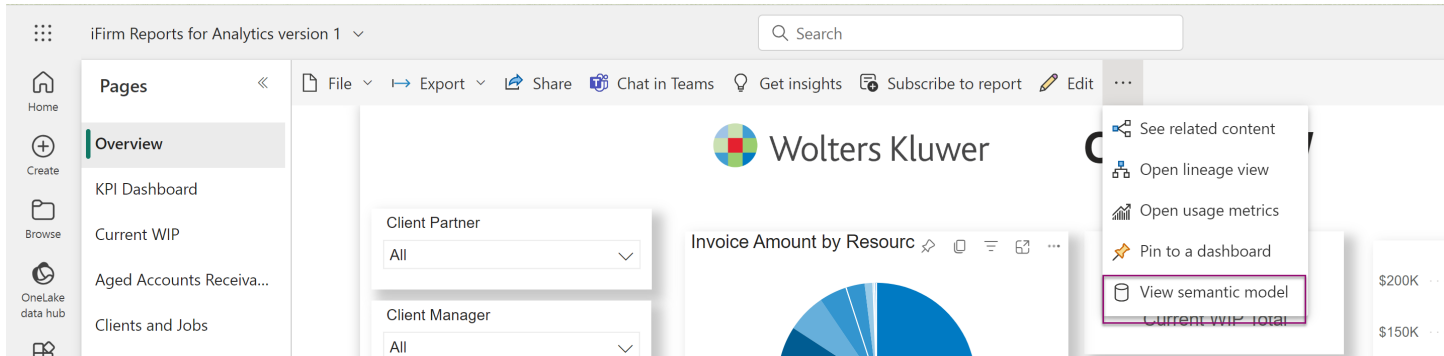 iFirm Reports for Analytics version 1
Search
Home
Create
Browse
OneLake
data hub
Pages
Overview
KPI Dashboard
Current WIP
Aged Accounts Receiva...
Clients and Jobs
File
Export
Share
Chat in Teams
Get insights
Subscribe to report
Edit
See related content
Open lineage view
Open usage metrics
Pin to a dashboard
View semantic model
Wolters Kluwer
Client Partner
All
Client Manager
All
Invoice Amount by Resourc
Current WIP Total
$200K
$150K